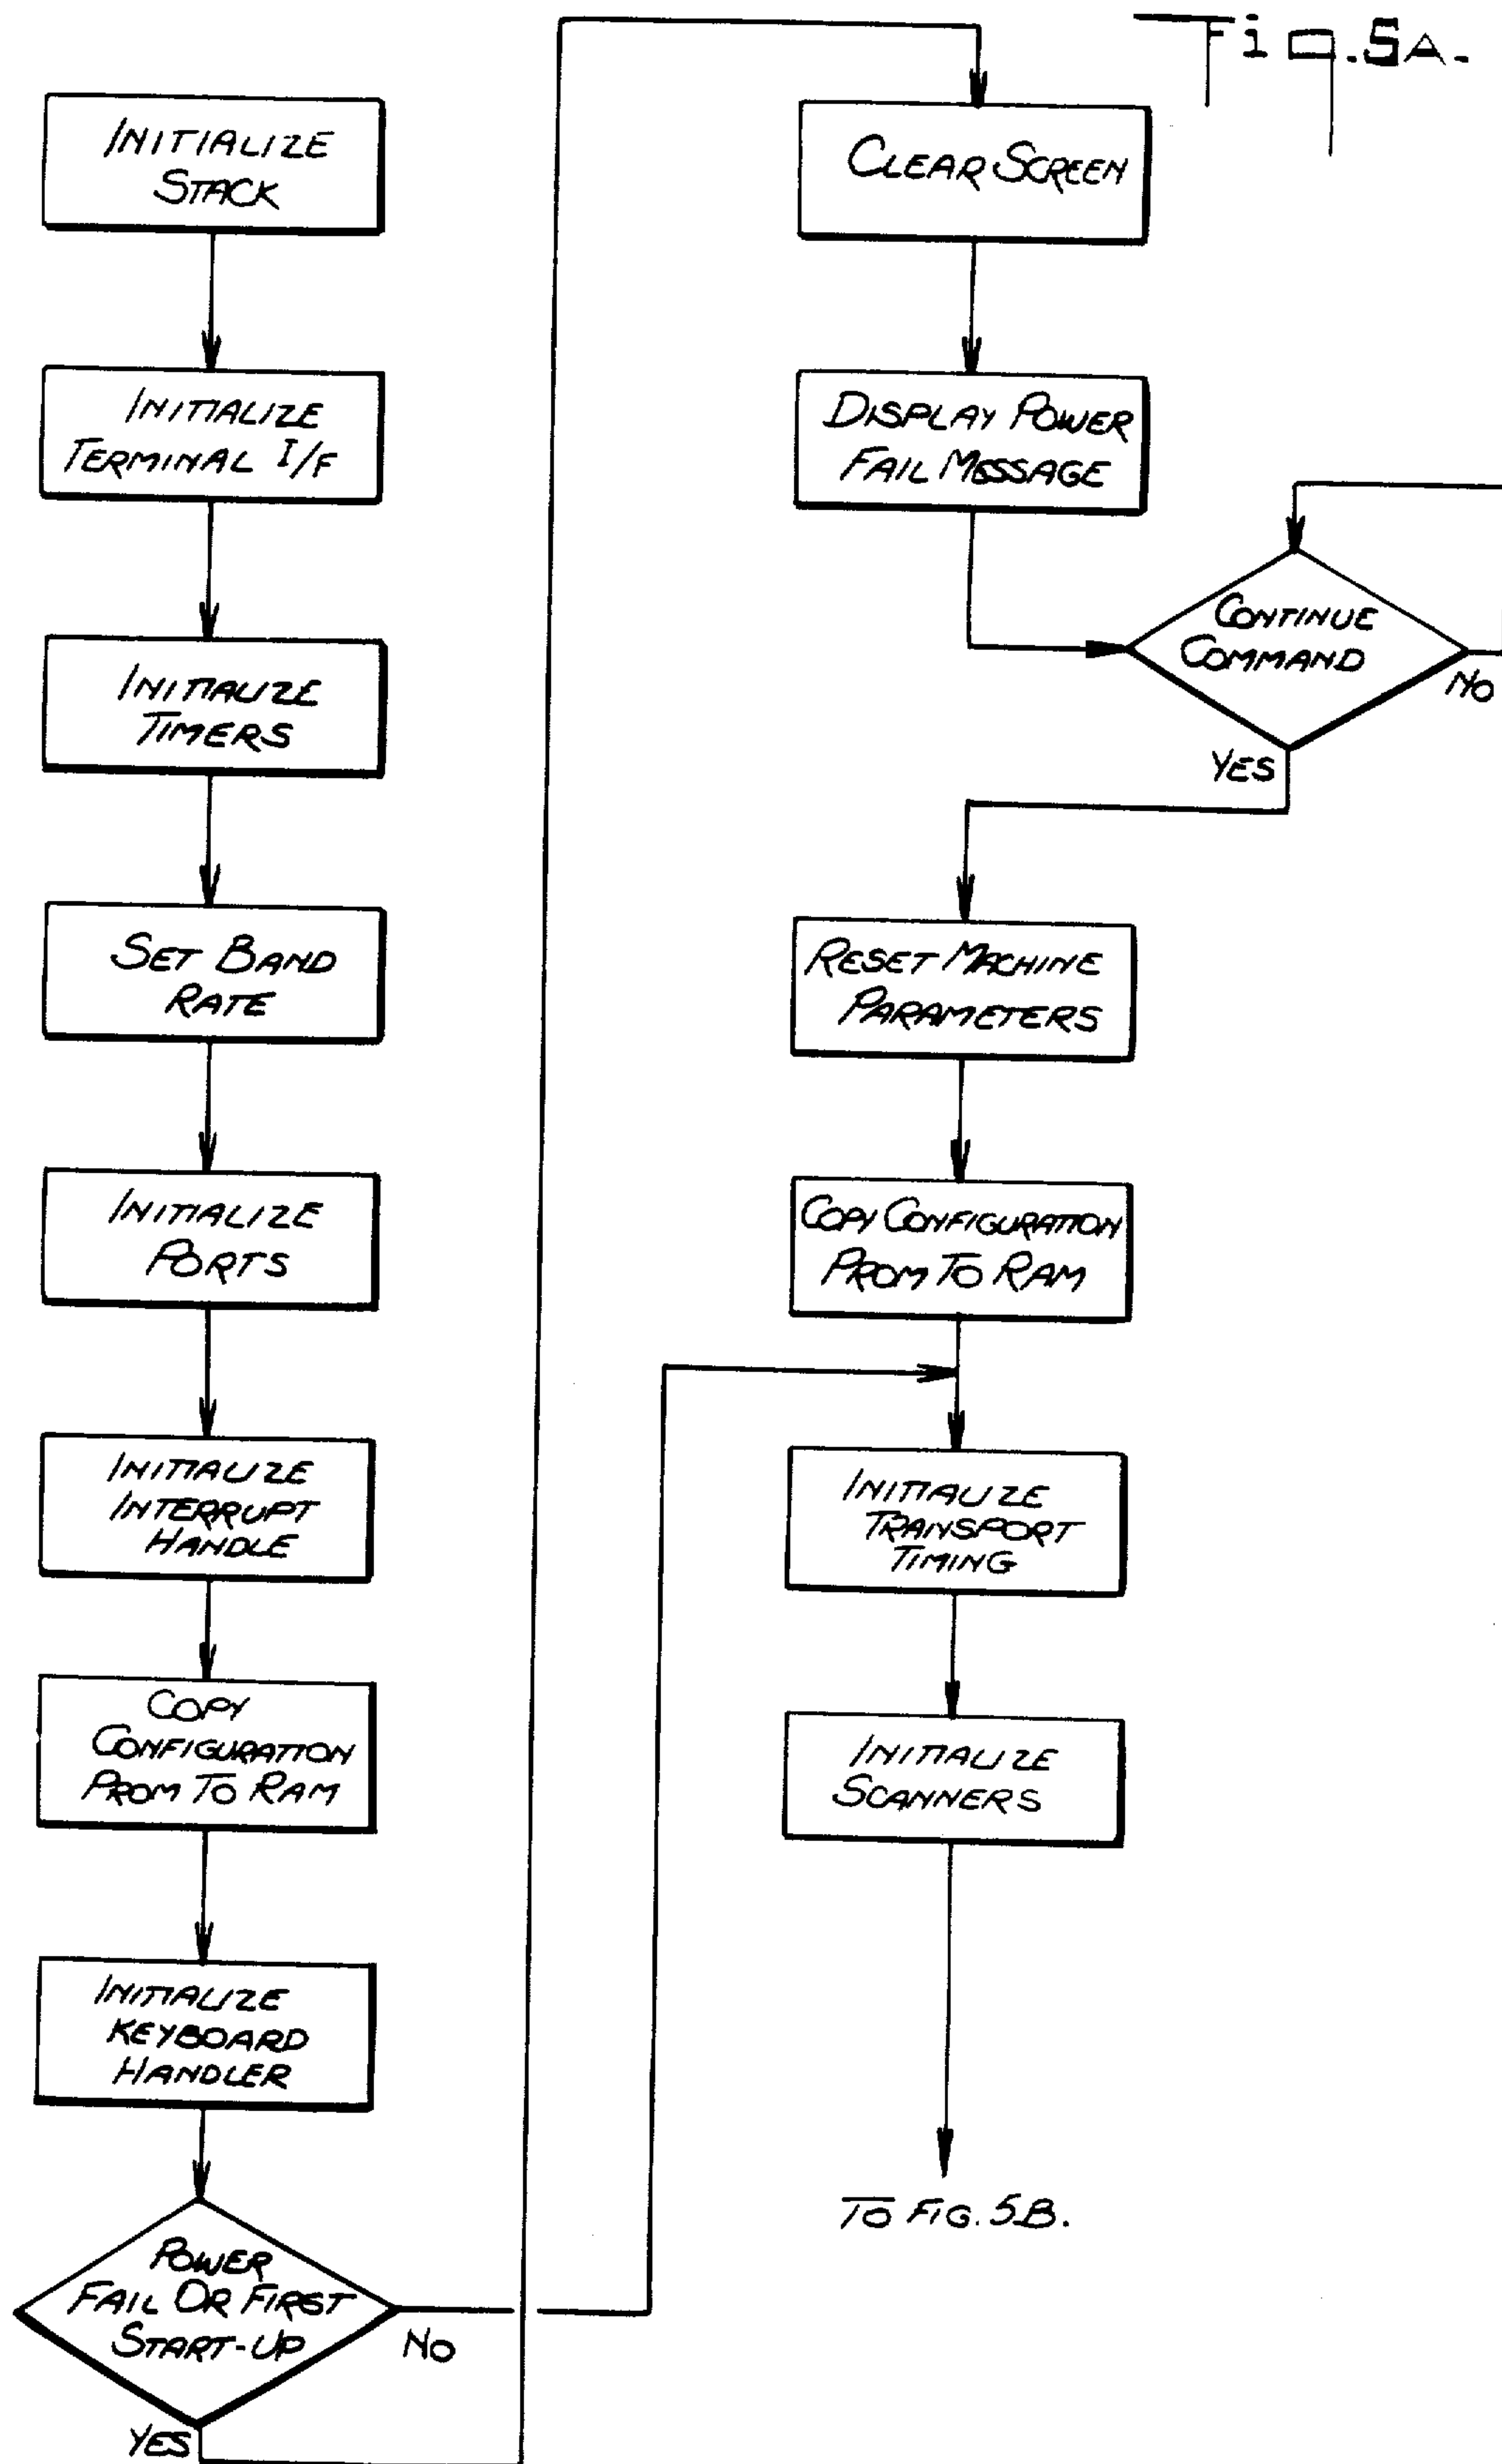 Fig.5A.
INITIALIZE
STACK
INITIALIZE
TERMINAL I/F
INITIALIZE
TIMERS
SET BAND
RATE
INITIALIZE
PORTS
INITIALIZE
INTERRUPT
HANDLE
COPY
CONFIGURATION
PROM TO RAM
INITIALIZE
KEYBOARD
HANDLER
POWER
FAIL OR FIRST
START-UP
NO
YES
CLEAR SCREEN
DISPLAY POWER
FAIL MESSAGE
CONTINUE
COMMAND
NO
YES
RESET MACHINE
PARAMETERS
COPY CONFIGURATION
PROM TO RAM
INITIALIZE
TRANSPORT
TIMING
INITIALIZE
SCANNERS
TO FIG. 5B.